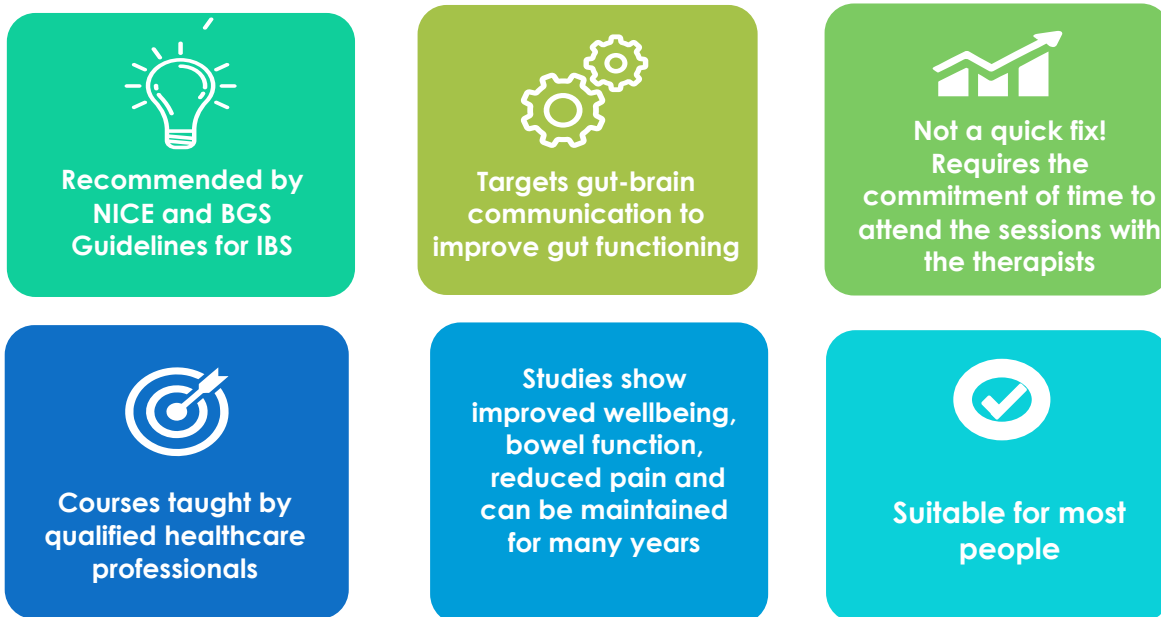 Recommended by
NICE and BGS
Guidelines for IBS
Targets gut-brain
communication to
improve gut functioning
Not a quick fix!
Requires the
commitment of time to
attend the sessions with
the therapists
Courses taught by
qualified healthcare
professionals
Studies show
improved wellbeing,
bowel function,
reduced pain and
can be maintained
for many years
Suitable for most
people